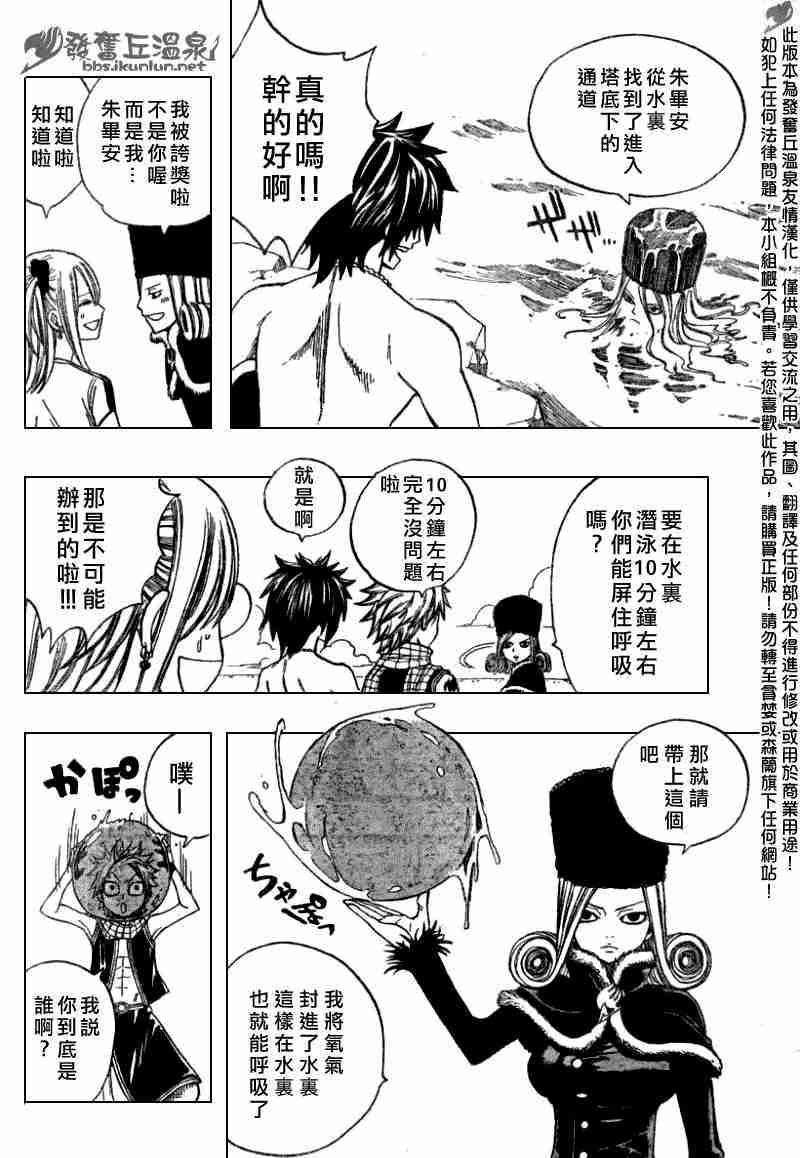 發奮丘溫泉
bbs.ikunlun.net
此版本為發奮丘溫泉友情漢化，僅供學習交流之用，其圖、翻譯及任何部份不得進行修改或用於商業用途！
如犯上任何法律問題，本小組概不負責。若您喜歡此作品，請購買正版！請勿轉至貪婪或森蘭旗下任何網站！
朱畢安
從水裏
找到了進入
塔底下的
通道
真的嗎!!
幹的好啊
我被誇獎啦
不是你喔
而是我…
朱畢安
知道啦
知道啦
要在水裏
潛泳10分鐘左右
你們能屏住呼吸
嗎？
10分鐘左右
完全沒問題
啦
就是啊
那是不可能
辦到的啦!!!
那就請
帶上這個
吧
我將氧氣
封進了水裏
這樣在水裏
也就能呼吸了
噗ー
かぽっ
我說
你到底是
誰啊？